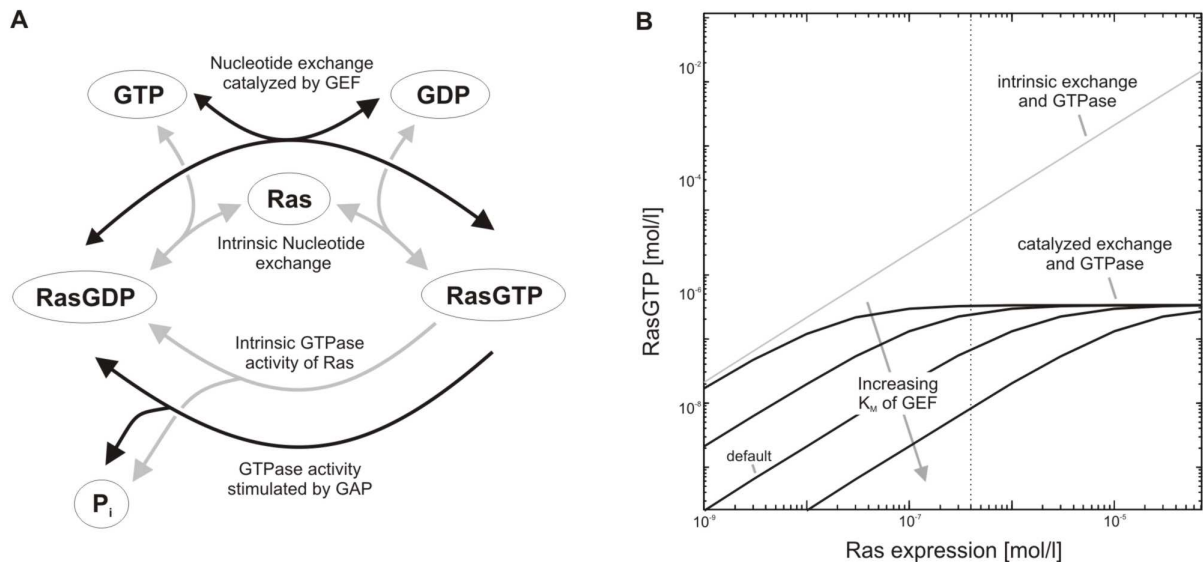 A
Nucleotide exchange
catalyzed by GEF
GTP
GDP
Ras
Intrinsic Nucleotide
exchange
RasGDP
RasGTP
Intrinsic GTPase
activity of Ras
GTPase activity
stimulated by GAP
Pi
B
RasGTP [mol/l]
10-2
10-4
10-6
10-8
intrinsic exchange
and GTPase
catalyzed exchange
and GTPase
Increasing
KM of GEF
default
10-9
10-7
10-5
Ras expression [mol/l]